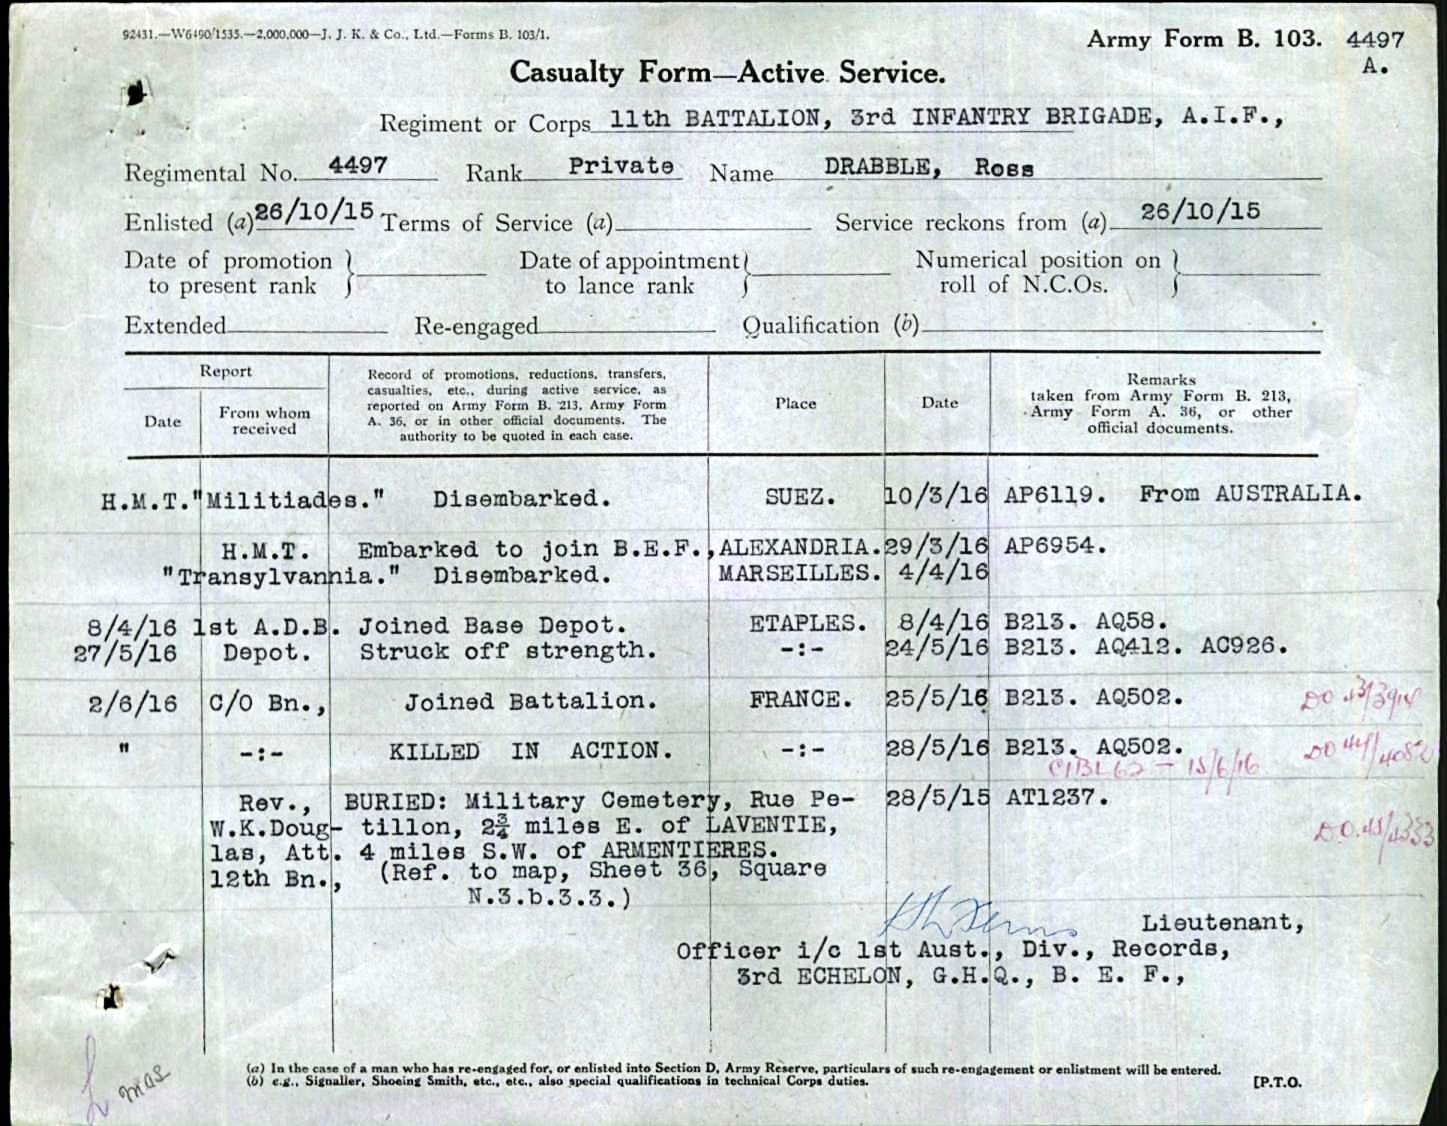 92431.—W6490/1535.—2,000,000—J. J. K. & Co., Ltd.—Forms B. 103/1.
Army Form B. 103. 4497
A.
Casualty Form—Active Service.
Regiment or Corps 11th BATTALION, 3rd INFANTRY BRIGADE, A.I.F.,
Regimental No. 4497 Rank Private Name DRABBLE, Ross
Enlisted (a) 26/10/15 Terms of Service (a) Service reckons from (a) 26/10/15
Date of promotion } Date of appointment } Numerical position on }
to present rank to lance rank roll of N.C.Os.
Extended Re-engaged Qualification (b)
Report
Date
From whom
received
Record of promotions, reductions, transfers,
casualties, etc., during active service, as
reported on Army Form B. 213, Army Form
A. 36, or in other official documents. The
authority to be quoted in each case.
Place
Date
Remarks
taken from Army Form B. 213,
Army Form A. 36, or other
official documents.
H.M.T. "Militiades." Disembarked. SUEZ. 10/3/16 AP6119. From AUSTRALIA.
H.M.T. Embarked to join B.E.F., ALEXANDRIA. 29/3/16 AP6954.
"Transylvannia." Disembarked. MARSEILLES. 4/4/16
8/4/16 1st A.D.B. Joined Base Depot. ETAPLES. 8/4/16 B213. AQ58.
27/5/16 Depot. Struck off strength. -:- 24/5/16 B213. AQ412. AC926.
2/6/16 C/O Bn., Joined Battalion. FRANCE. 25/5/16 B213. AQ502.
" -:- KILLED IN ACTION. -:- 28/5/16 B213. AQ502.
15/6/16
Rev., BURIED: Military Cemetery, Rue Pe- 28/5/15 AT1237.
W.K.Doug- tillon, 2¾ miles E. of LAVENTIE,
las, Att. 4 miles S.W. of ARMENTIERES.
12th Bn., (Ref. to map, Sheet 36, Square
N.3.b.3.3.)
Lieutenant,
Officer i/c 1st Aust., Div., Records,
3rd ECHELON, G.H.Q., B. E. F.,
mas
(a) In the case of a man who has re-engaged for, or enlisted into Section D, Army Reserve, particulars of such re-engagement or enlistment will be entered.
(b) e.g., Signaller, Shoeing Smith, etc., etc., also special qualifications in technical Corps duties.
[P.T.O.